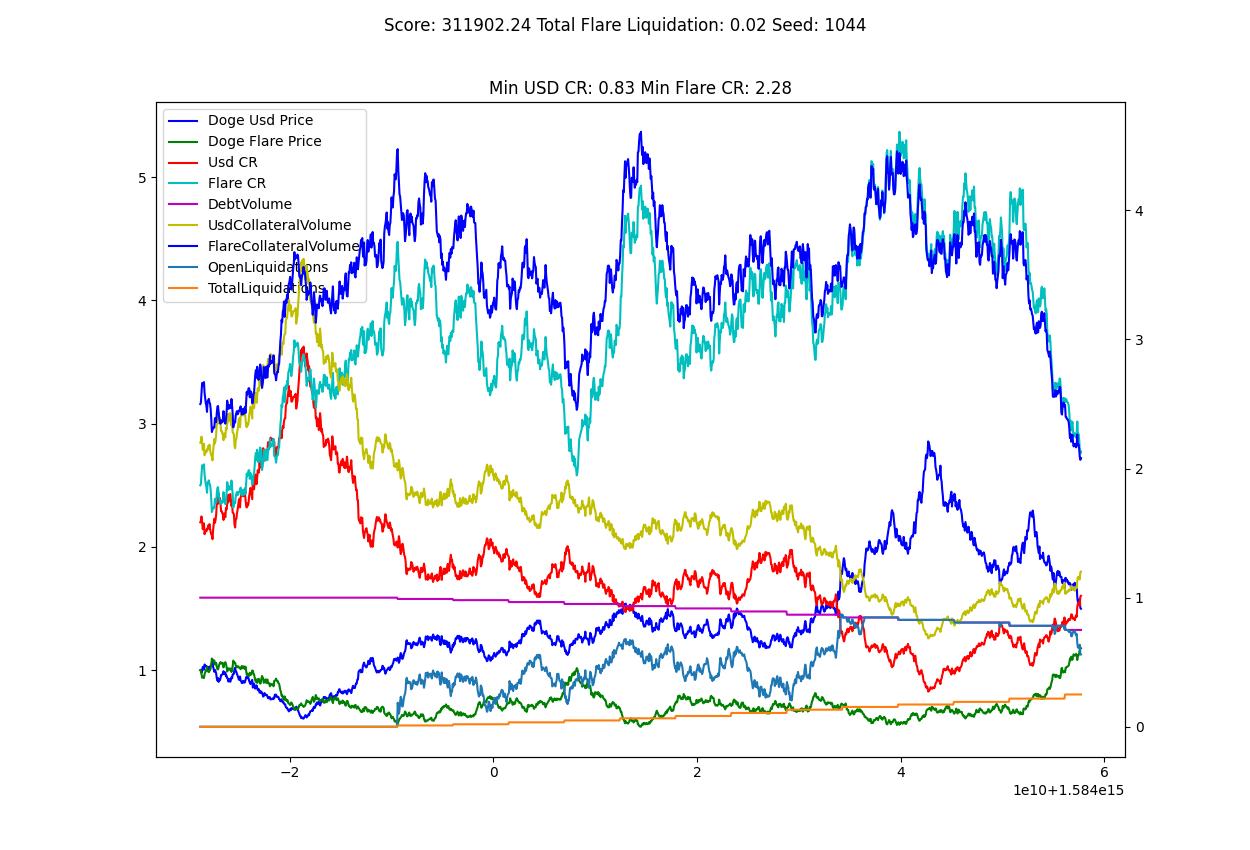 Score: 311902.24 Total Flare Liquidation: 0.02 Seed: 1044
Min USD CR: 0.83 Min Flare CR: 2.28
Doge Usd Price
Doge Flare Price
Usd CR
Flare CR
DebtVolume
UsdCollateralVolume
FlareCollateralVolume
OpenLiquidations
TotalLiquidations
5
4
3
2
1
4
3
2
1
0
−2
0
2
4
6
1e10+1.584e15